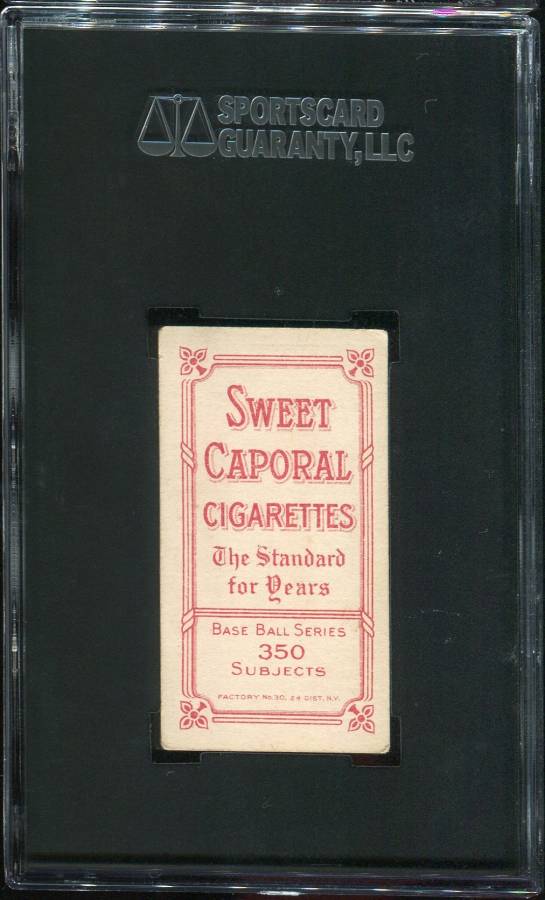 SPORTSCARD
GUARANTY, LLC
SWEET
CAPORAL
CIGARETTES
The Standard
for Years
BASE BALL SERIES
350
SUBJECTS
FACTORY No. 30, 24 DIST. N.Y.